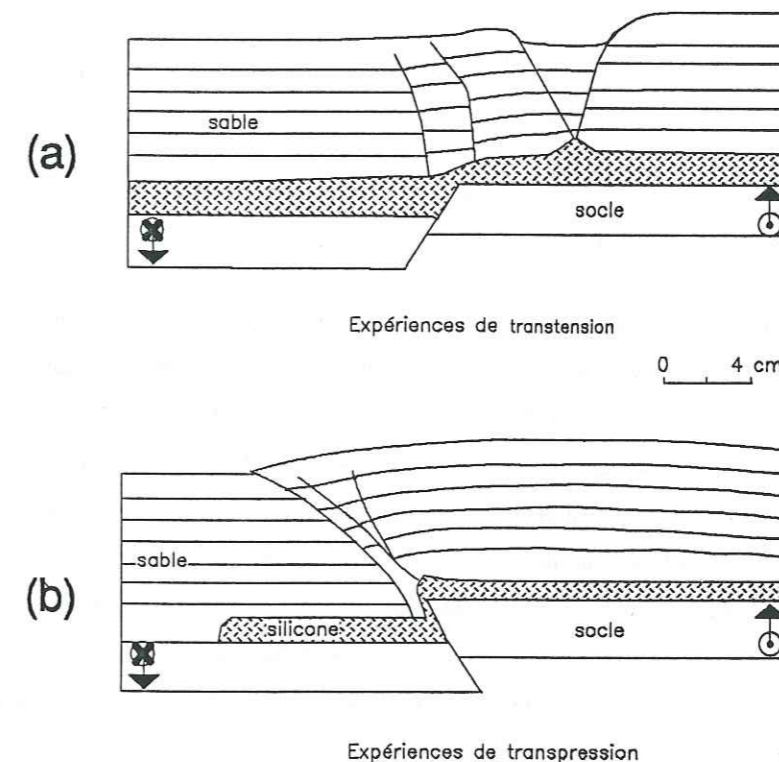 (a)
sable
socle
Expériences de transtension
0 4 cm
(b)
sable
silicone
socle
Expériences de transpression